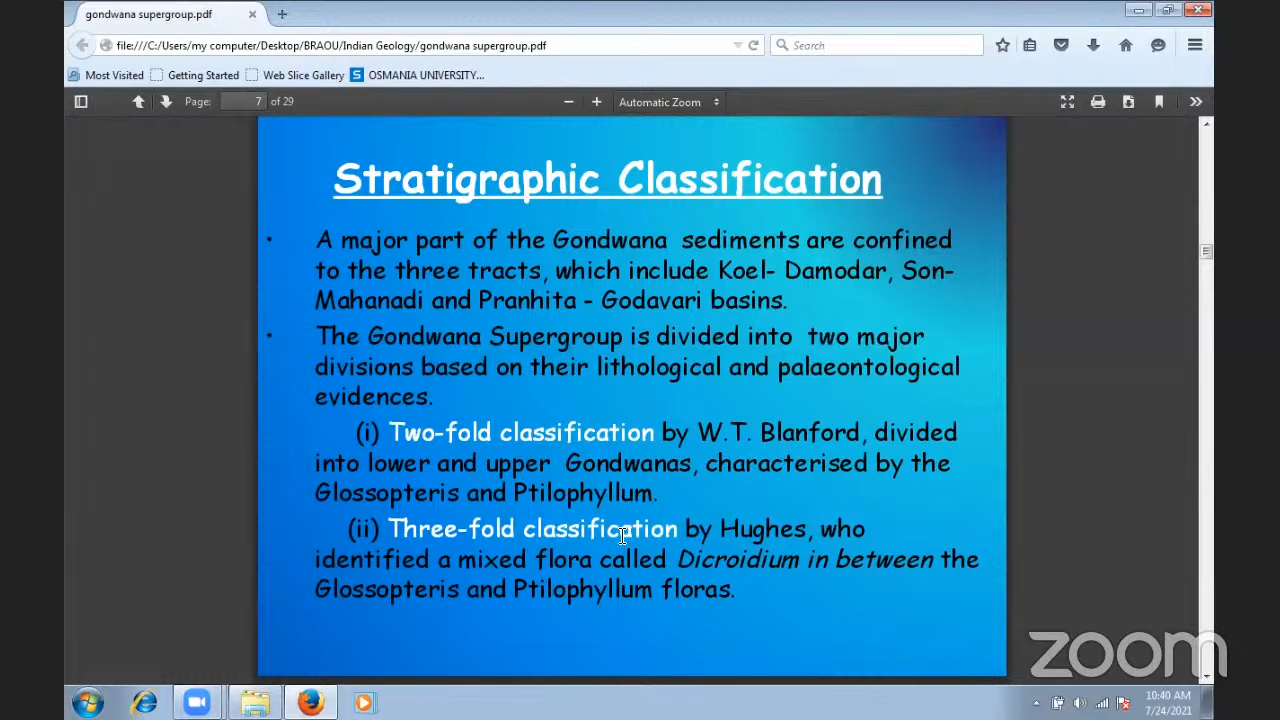 gondwana supergroup.pdf
file:///C:/Users/my computer/Desktop/BRAOU/Indian Geology/gondwana supergroup.pdf
Search
Most Visited Getting Started Web Slice Gallery S OSMANIA UNIVERSITY...
Page: 7 of 29 Automatic Zoom
Stratigraphic Classification
• A major part of the Gondwana sediments are confined
to the three tracts, which include Koel- Damodar, Son-
Mahanadi and Pranhita - Godavari basins.
• The Gondwana Supergroup is divided into two major
divisions based on their lithological and palaeontological
evidences.
(i) Two-fold classification by W.T. Blanford, divided
into lower and upper Gondwanas, characterised by the
Glossopteris and Ptilophyllum.
(ii) Three-fold classification by Hughes, who
identified a mixed flora called Dicroidium in between the
Glossopteris and Ptilophyllum floras.
zoom
10:40 AM
7/24/2021